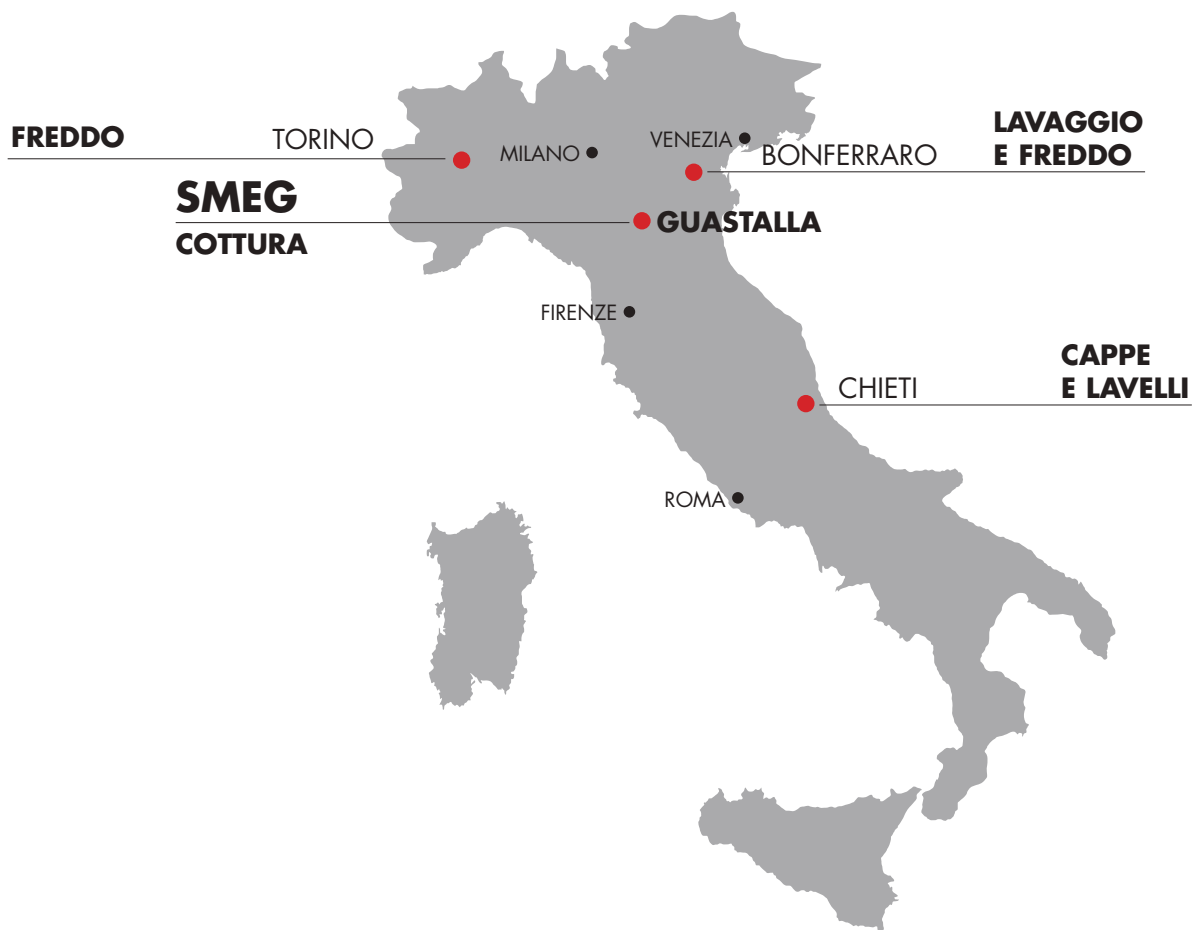 FREDDO
TORINO
MILANO
VENEZIA
BONFERRARO
LAVAGGIO
E FREDDO
SMEG
COTTURA
GUASTALLA
FIRENZE
CHIETI
CAPPE
E LAVELLI
ROMA